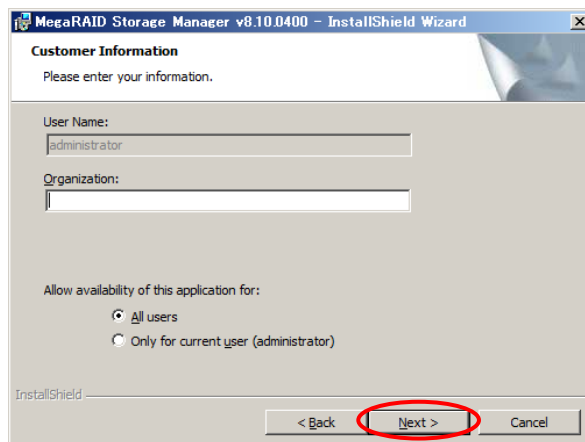 MegaRAID Storage Manager v8.10.0400 - InstallShield Wizard
Customer Information
Please enter your information.
User Name:
administrator
Organization:
Allow availability of this application for:
All users
Only for current user (administrator)
InstallShield
< Back Next > Cancel